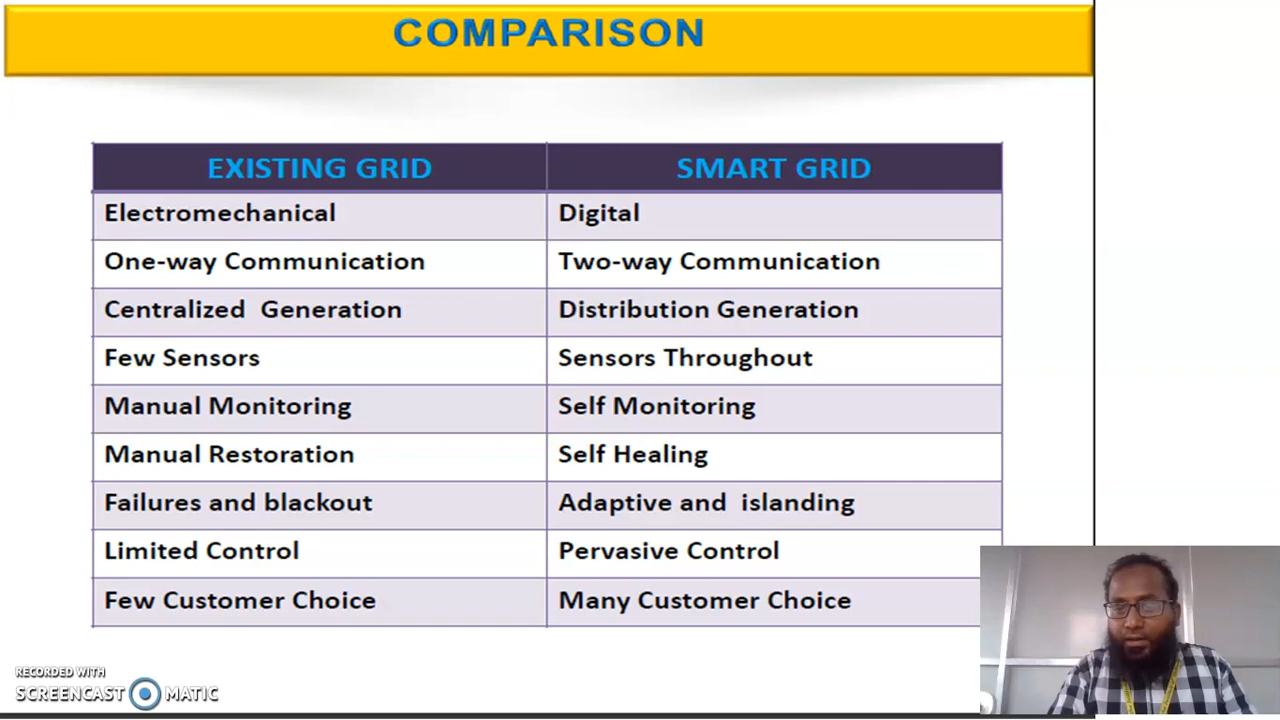 COMPARISON
EXISTING GRID SMART GRID
Electromechanical Digital
One-way Communication Two-way Communication
Centralized Generation Distribution Generation
Few Sensors Sensors Throughout
Manual Monitoring Self Monitoring
Manual Restoration Self Healing
Failures and blackout Adaptive and islanding
Limited Control Pervasive Control
Few Customer Choice Many Customer Choice
RECORDED WITH
SCREENCAST MATIC